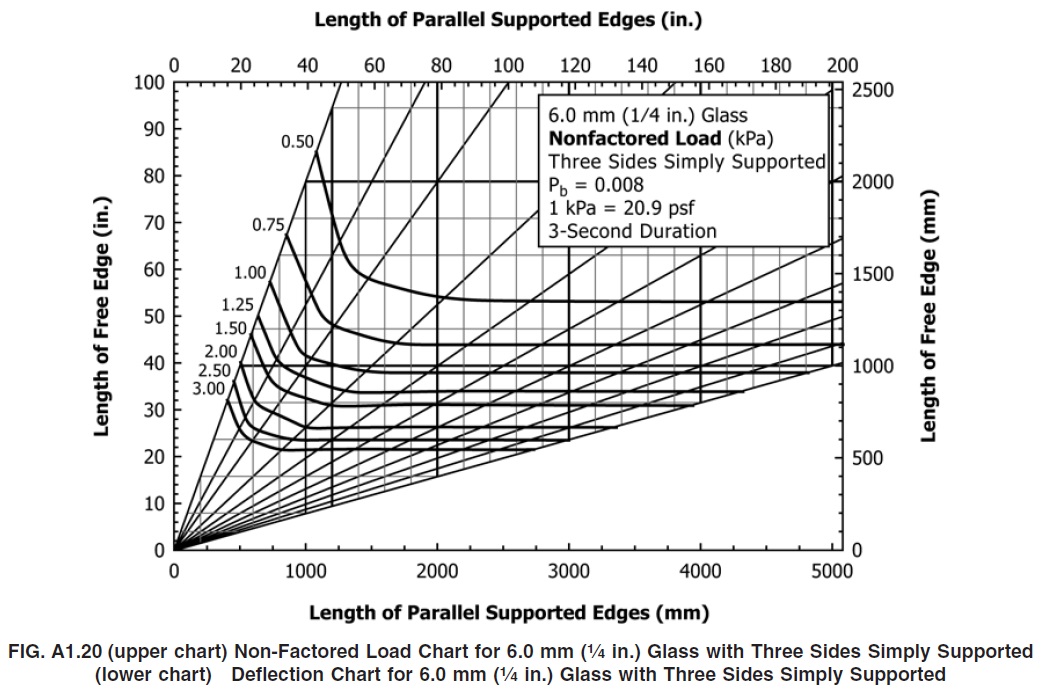 Length of Parallel Supported Edges (in.)
0 20 40 60 80 100 120 140 160 180 200
100
90
80
70
60
50
40
30
20
10
0
Length of Free Edge (in.)
0.50
0.75
1.00
1.25
1.50
2.00
2.50
3.00
6.0 mm (1/4 in.) Glass
Nonfactored Load (kPa)
Three Sides Simply Supported
Pb = 0.008
1 kPa = 20.9 psf
3-Second Duration
2500
2000
1500
1000
500
0
Length of Free Edge (mm)
0 1000 2000 3000 4000 5000
Length of Parallel Supported Edges (mm)
FIG. A1.20 (upper chart) Non-Factored Load Chart for 6.0 mm (¼ in.) Glass with Three Sides Simply Supported
(lower chart) Deflection Chart for 6.0 mm (¼ in.) Glass with Three Sides Simply Supported